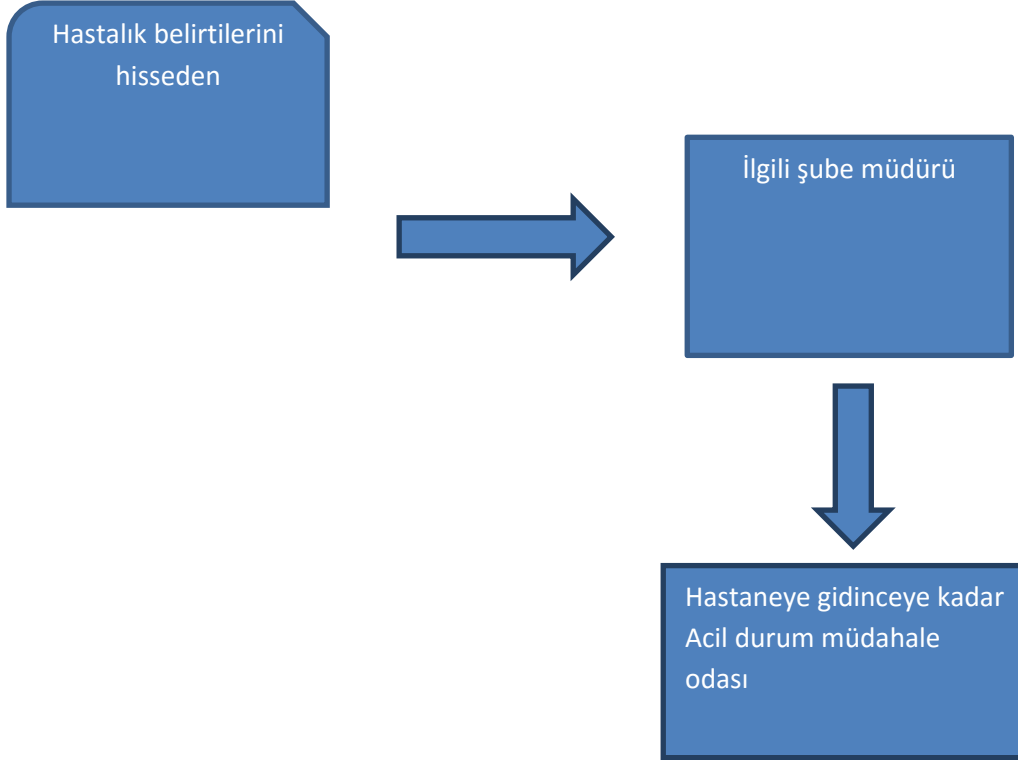 Hastalık belirtilerini
hisseden
İlgili şube müdürü
Hastaneye gidinceye kadar
Acil durum müdahale
odası